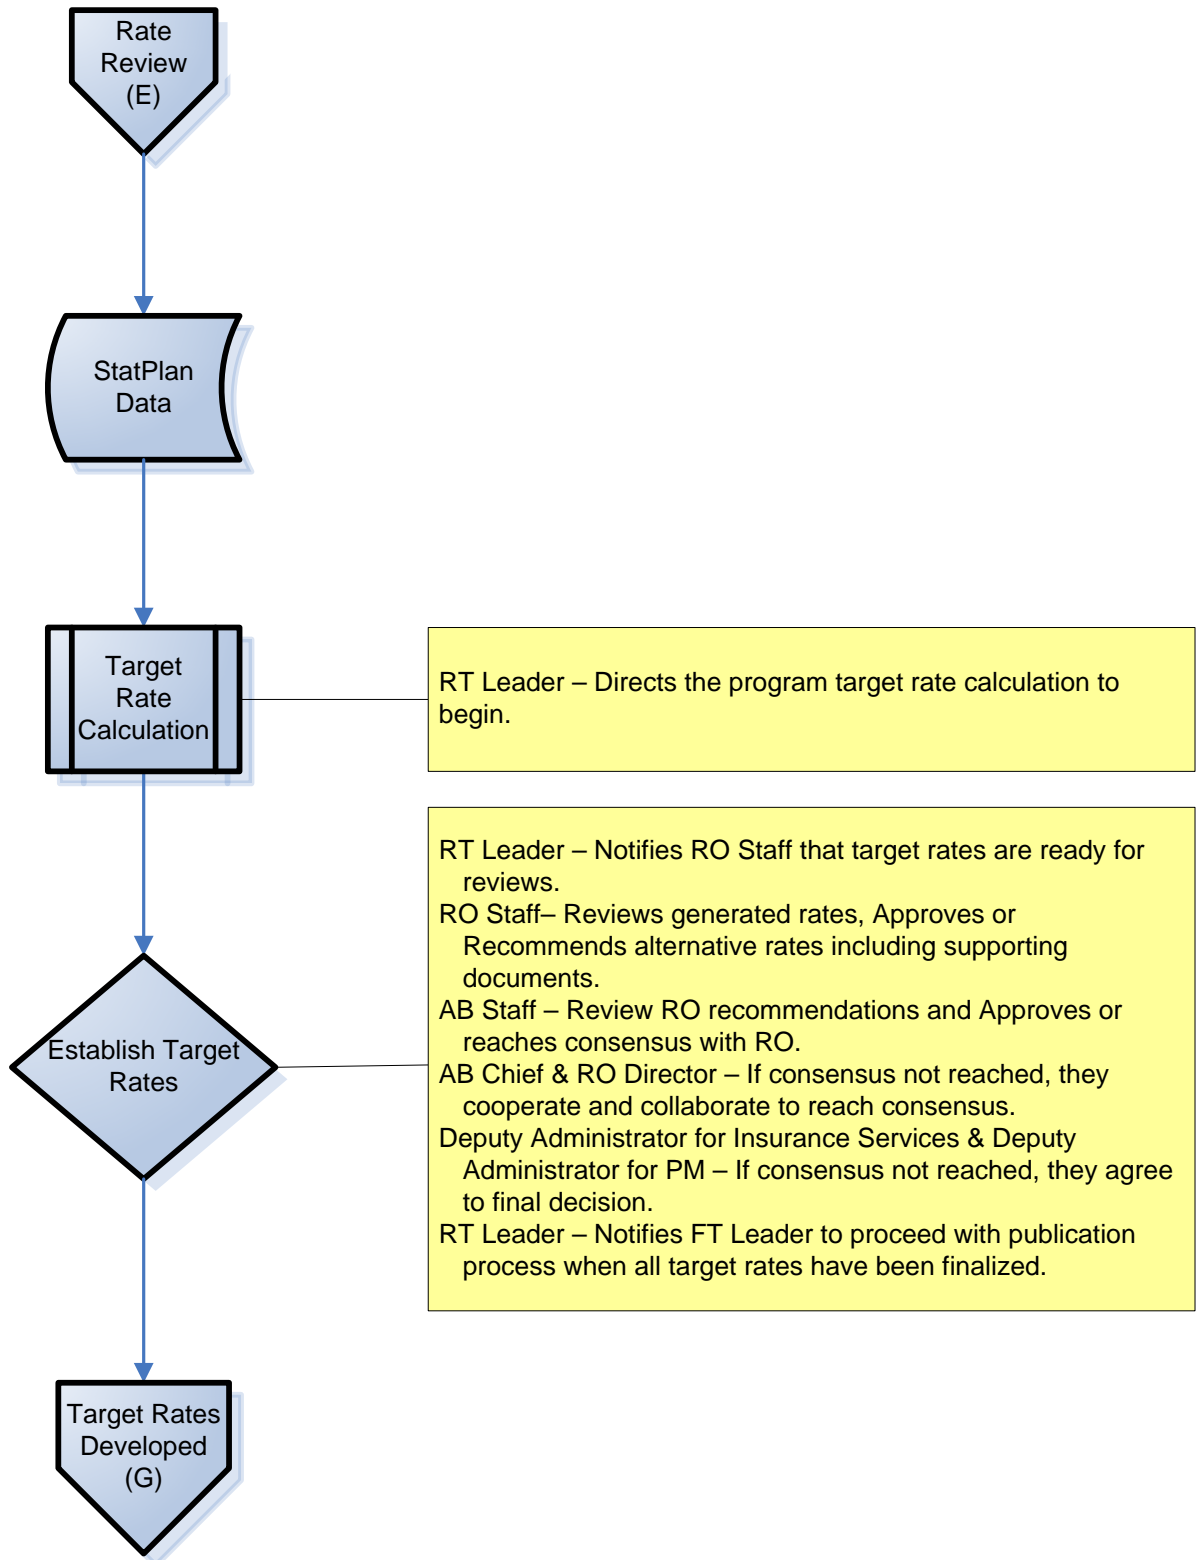 Rate
Review
(E)
StatPlan
Data
Target
Rate
Calculation
RT Leader – Directs the program target rate calculation to
begin.
RT Leader – Notifies RO Staff that target rates are ready for
reviews.
RO Staff– Reviews generated rates, Approves or
Recommends alternative rates including supporting
documents.
AB Staff – Review RO recommendations and Approves or
reaches consensus with RO.
AB Chief & RO Director – If consensus not reached, they
cooperate and collaborate to reach consensus.
Deputy Administrator for Insurance Services & Deputy
Administrator for PM – If consensus not reached, they agree
to final decision.
RT Leader – Notifies FT Leader to proceed with publication
process when all target rates have been finalized.
Establish Target
Rates
Target Rates
Developed
(G)